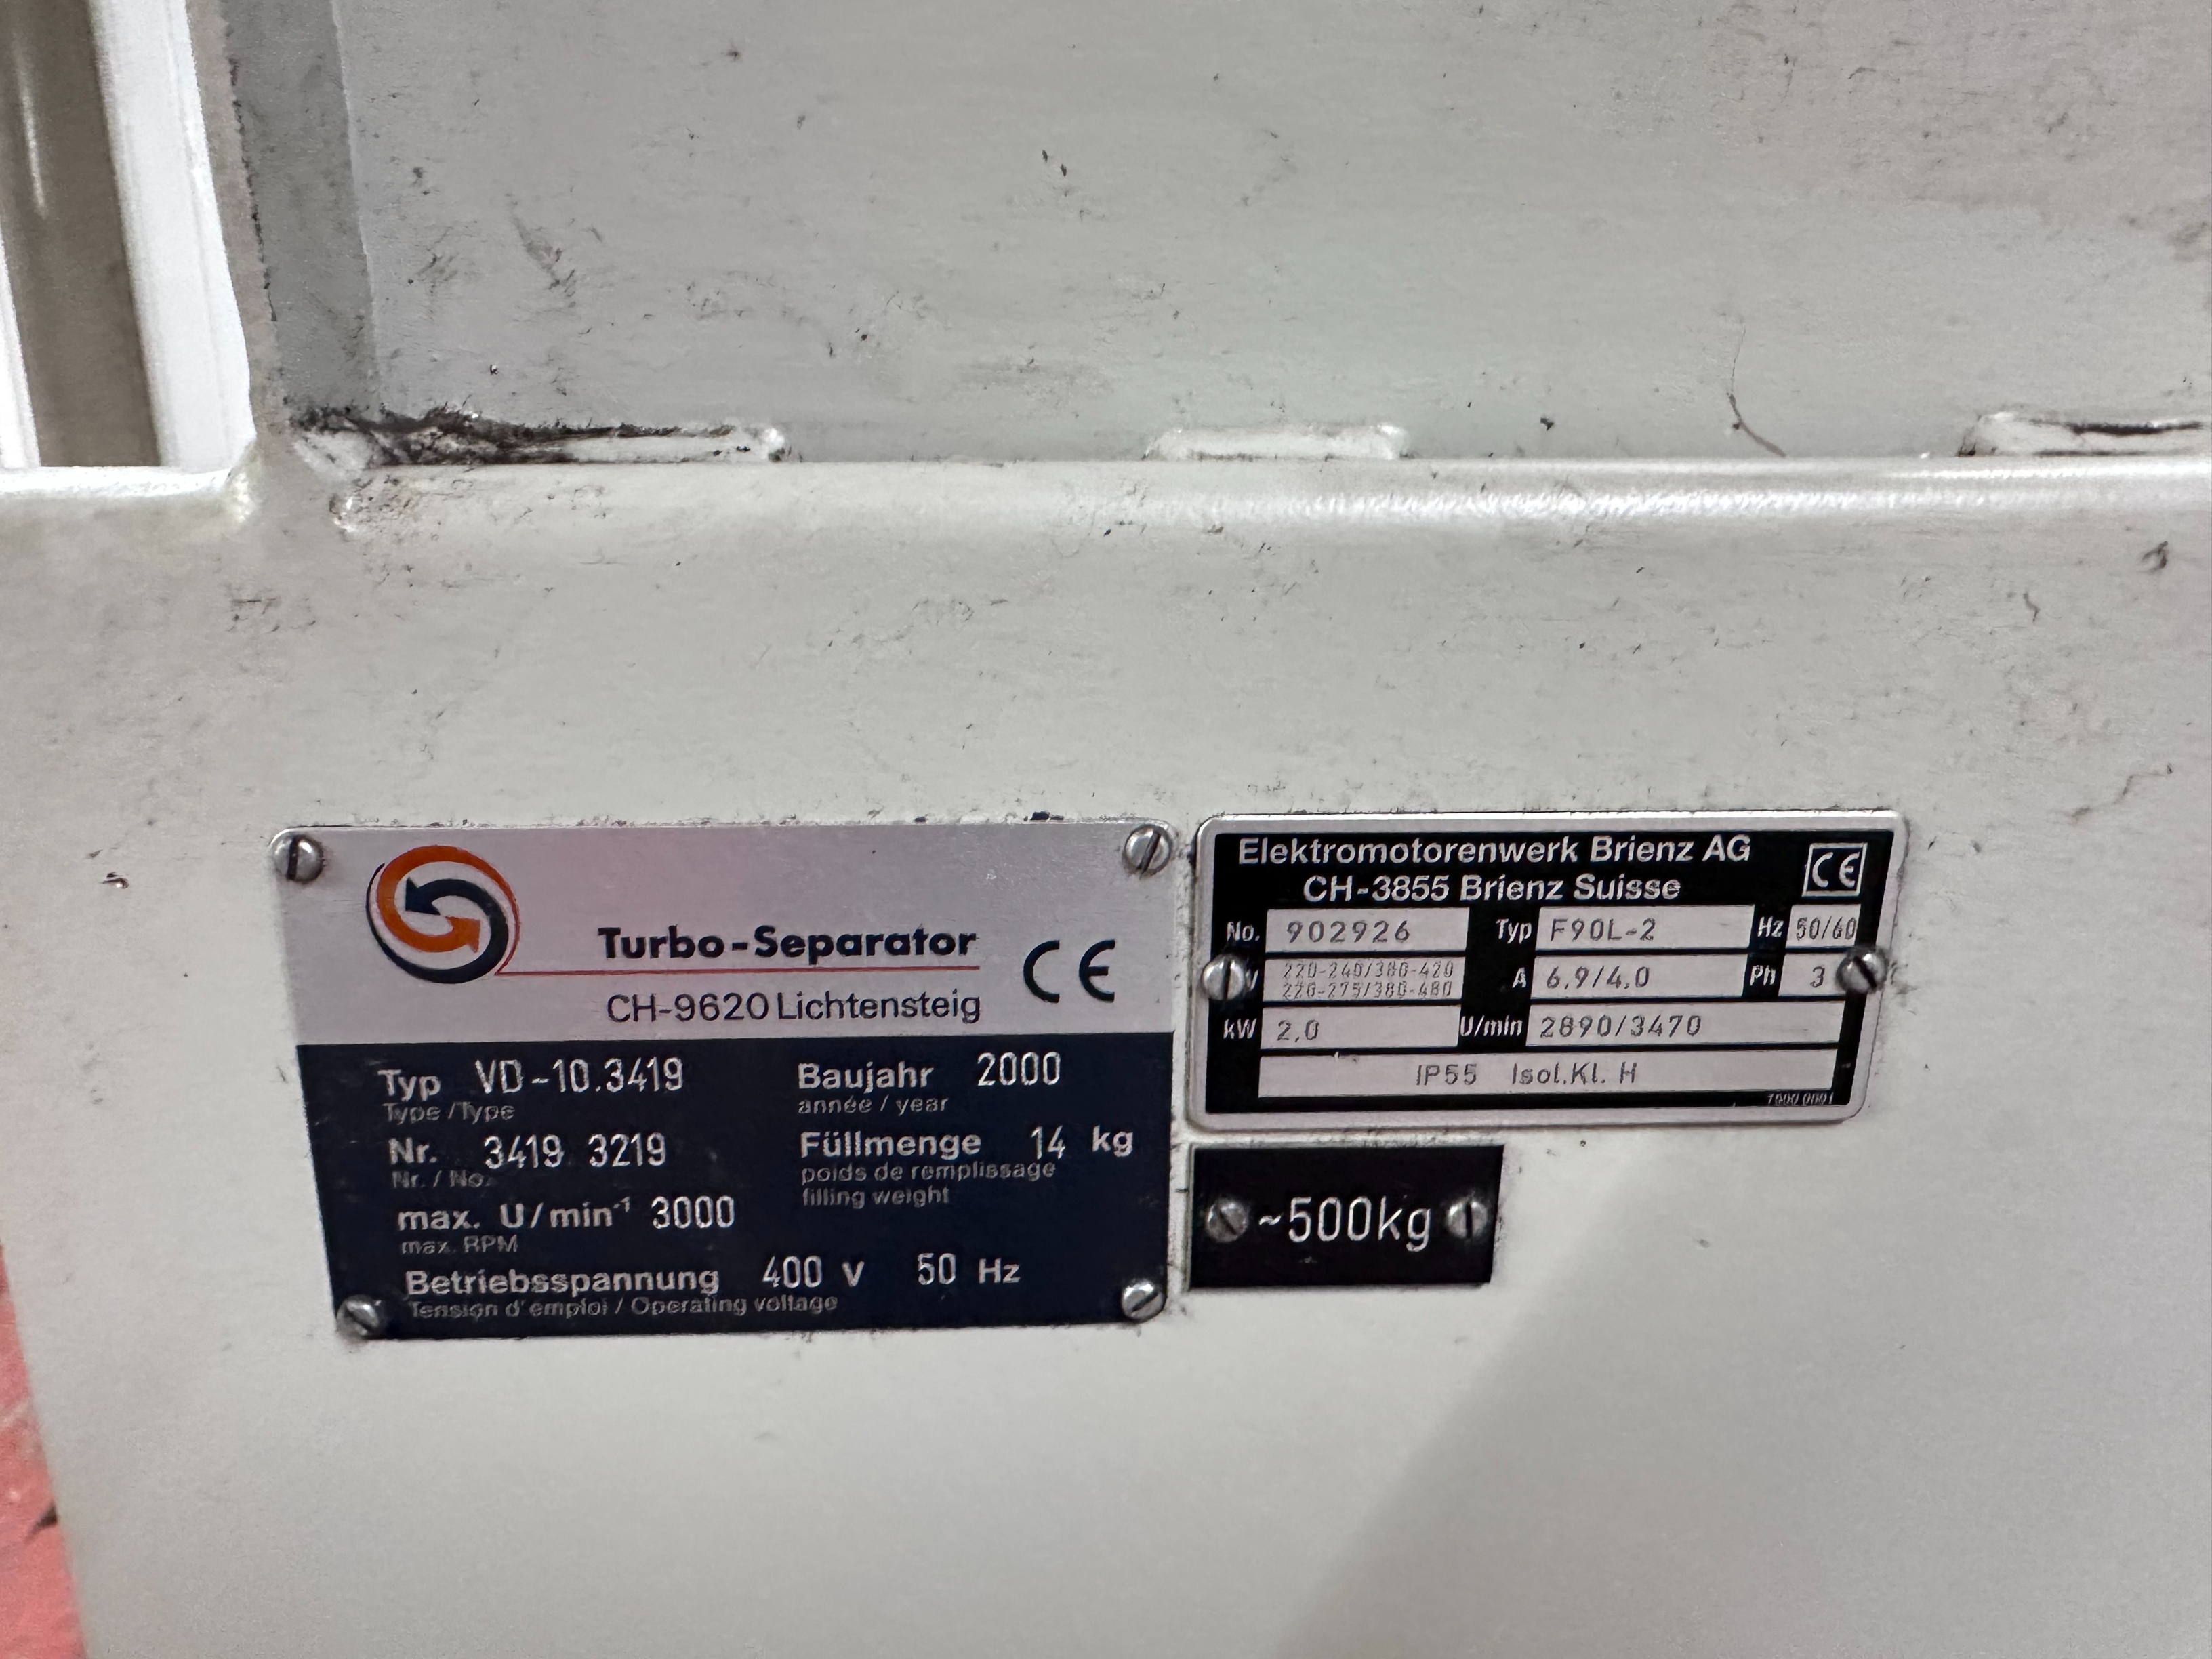 Turbo-Separator
CE
CH-9620 Lichtensteig
Typ VD-10.3419
Type / Type
Baujahr 2000
année / year
Nr. 3419 3219
Nr. / No.
Füllmenge 14 kg
poids de remplissage
filling weight
max. U/min⁻¹ 3000
max. RPM
Betriebsspannung 400 V 50 Hz
Tension d'emploi / Operating voltage
Elektromotorenwerk Brienz AG
CH-3855 Brienz Suisse
CE
No. 902926 Typ F90L-2 Hz 50/60
V 220-240/380-420
220-275/380-480
A 6,9/4,0 Ph 3
kW 2,0 U/min 2890/3470
IP55 Isol.Kl. H
~500kg